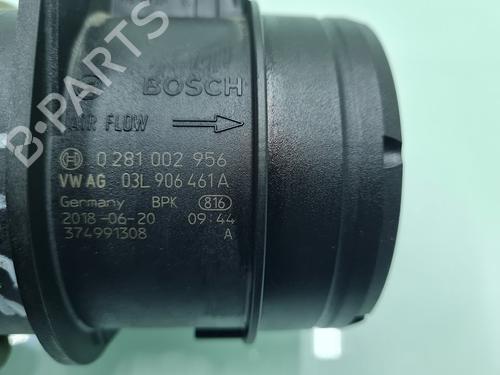 BOSCH
AIR FLOW
0 281 002 956
VW AG 03L 906 461 A
Germany BPK 816
2018-06-20 09:44
374991308 A
B-PARTS